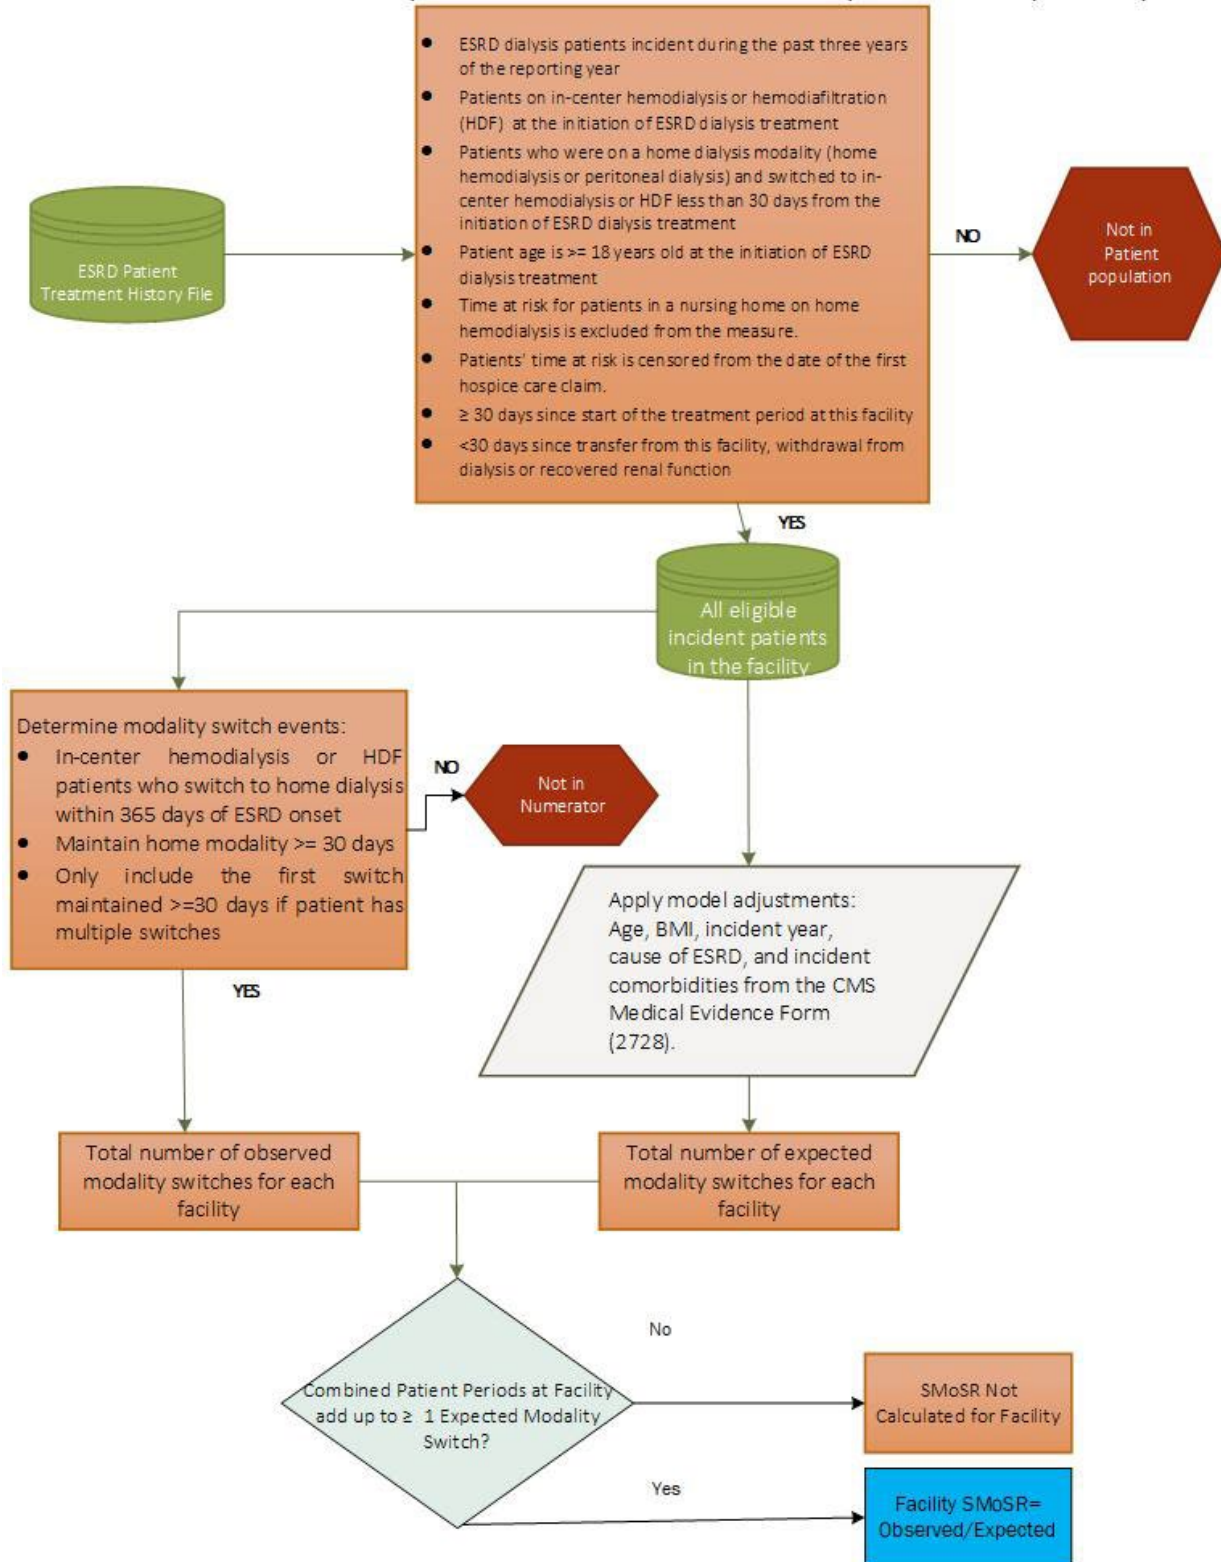 ● ESRD dialysis patients incident during the past three years
of the reporting year
● Patients on in-center hemodialysis or hemodiafiltration
(HDF) at the initiation of ESRD dialysis treatment
● Patients who were on a home dialysis modality (home
hemodialysis or peritoneal dialysis) and switched to in-
center hemodialysis or HDF less than 30 days from the
initiation of ESRD dialysis treatment
● Patient age is >= 18 years old at the initiation of ESRD
dialysis treatment
● Time at risk for patients in a nursing home on home
hemodialysis is excluded from the measure.
● Patients' time at risk is censored from the date of the first
hospice care claim.
● ≥ 30 days since start of the treatment period at this facility
● <30 days since transfer from this facility, withdrawal from
dialysis or recovered renal function
ESRD Patient
Treatment History File
NO
Not in
Patient
population
YES
All eligible
incident patients
in the facility
Determine modality switch events:
● In-center hemodialysis or HDF
patients who switch to home dialysis
within 365 days of ESRD onset
● Maintain home modality >= 30 days
● Only include the first switch
maintained >=30 days if patient has
multiple switches
NO
Not in
Numerator
YES
Apply model adjustments:
Age, BMI, incident year,
cause of ESRD, and incident
comorbidities from the CMS
Medical Evidence Form
(2728).
Total number of observed
modality switches for each
facility
Total number of expected
modality switches for each
facility
Combined Patient Periods at Facility
add up to ≥ 1 Expected Modality
Switch?
No
SMoSR Not
Calculated for Facility
Yes
Facility SMoSR=
Observed/Expected